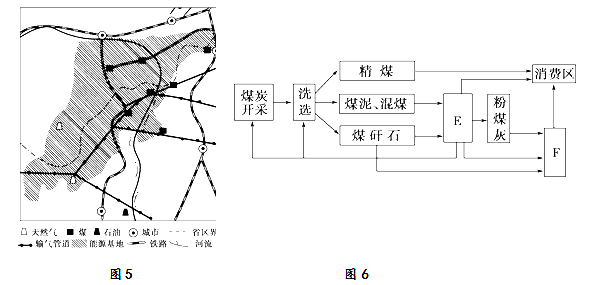 天然气 煤 石油 城市 省区界
输气管道 能源基地 铁路 河流
图5
煤炭
开采
洗选
精煤
煤泥、混煤
煤矸石
E
粉煤灰
F
消费区
图6